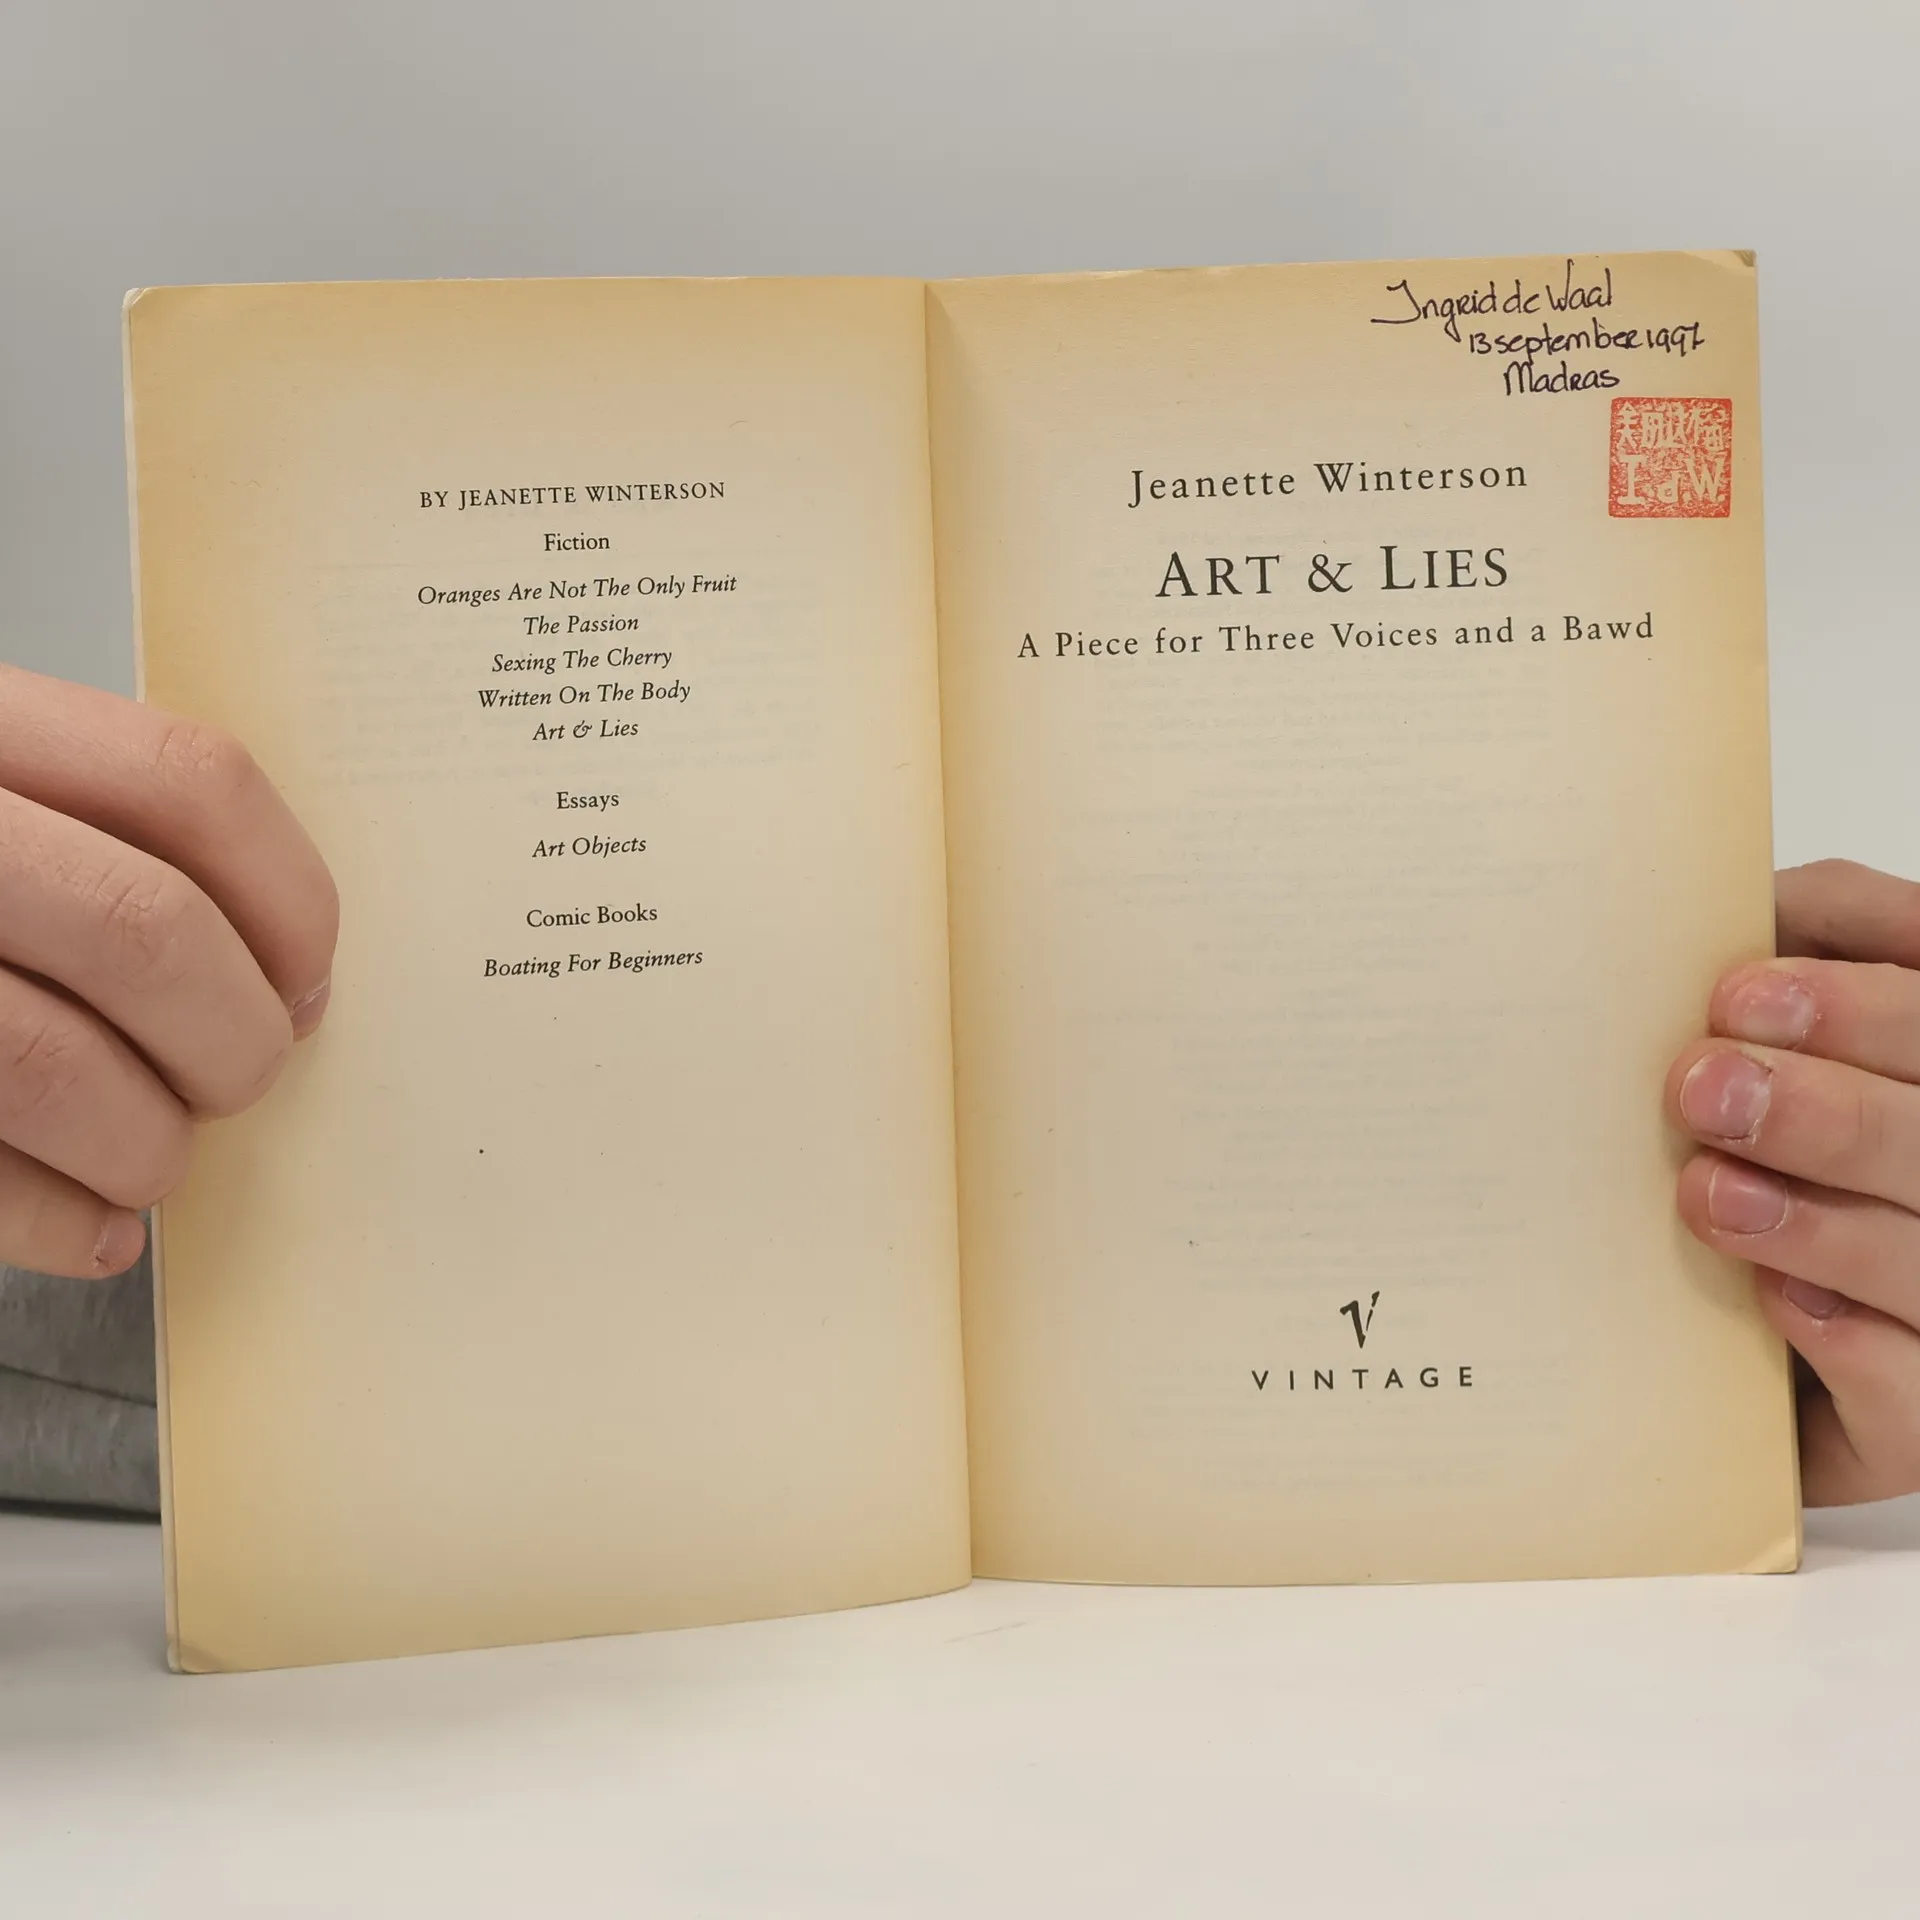 BY JEANETTE WINTERSON
Fiction
Oranges Are Not The Only Fruit
The Passion
Sexing The Cherry
Written On The Body
Art & Lies
Essays
Art Objects
Comic Books
Boating For Beginners
Ingrid de Waal
13 september 1997
Madras
I.d.W.
Jeanette Winterson
ART & LIES
A Piece for Three Voices and a Bawd
V
VINTAGE